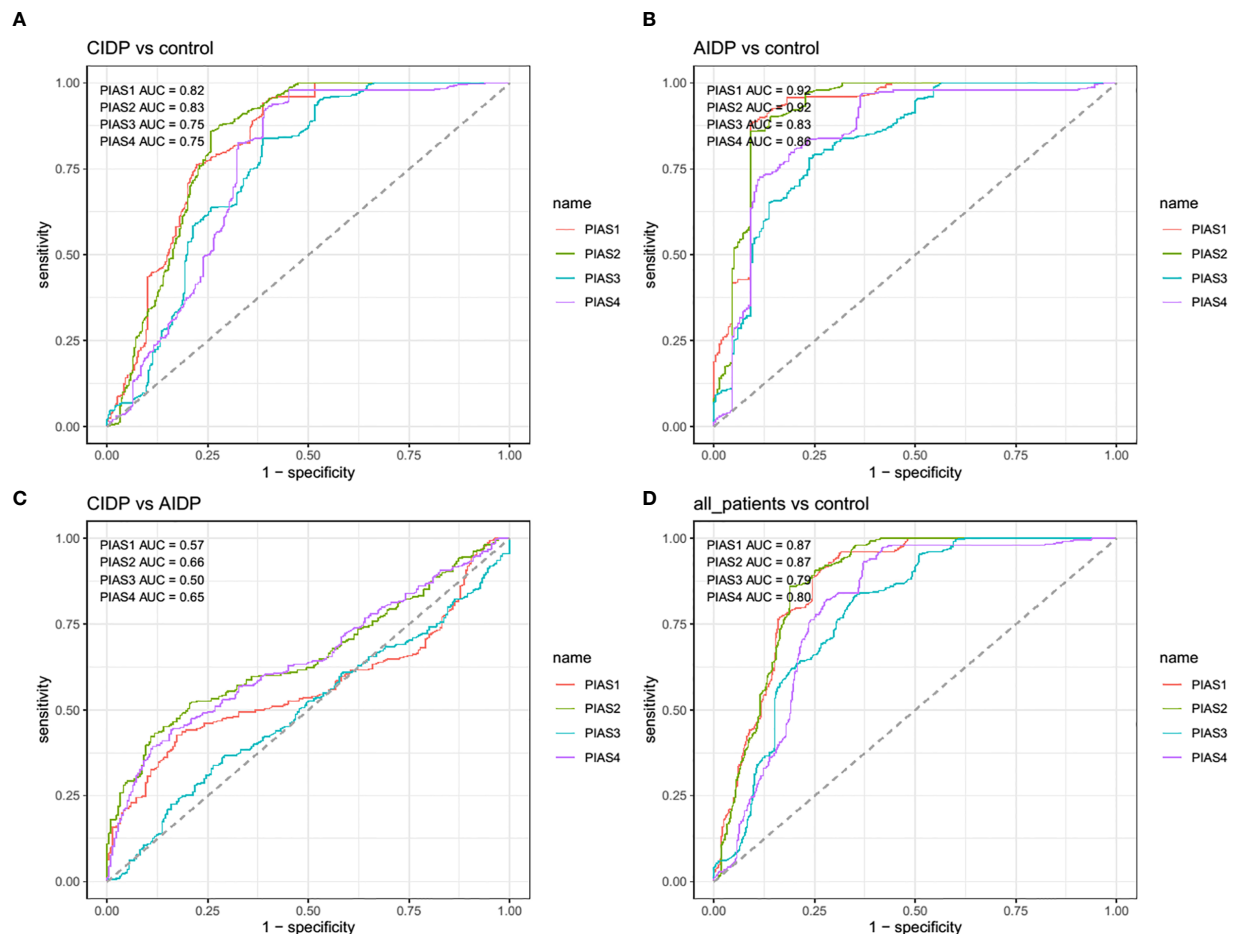 A
CIDP vs control
PIAS1 AUC = 0.82
PIAS2 AUC = 0.83
PIAS3 AUC = 0.75
PIAS4 AUC = 0.75
1.00
0.75
0.50
0.25
0.00
sensitivity
0.00 0.25 0.50 0.75 1.00
1 − specificity
name
PIAS1
PIAS2
PIAS3
PIAS4
B
AIDP vs control
PIAS1 AUC = 0.92
PIAS2 AUC = 0.92
PIAS3 AUC = 0.83
PIAS4 AUC = 0.86
1.00
0.75
0.50
0.25
0.00
sensitivity
0.00 0.25 0.50 0.75 1.00
1 − specificity
name
PIAS1
PIAS2
PIAS3
PIAS4
C
CIDP vs AIDP
PIAS1 AUC = 0.57
PIAS2 AUC = 0.66
PIAS3 AUC = 0.50
PIAS4 AUC = 0.65
1.00
0.75
0.50
0.25
0.00
sensitivity
0.00 0.25 0.50 0.75 1.00
1 − specificity
name
PIAS1
PIAS2
PIAS3
PIAS4
D
all_patients vs control
PIAS1 AUC = 0.87
PIAS2 AUC = 0.87
PIAS3 AUC = 0.79
PIAS4 AUC = 0.80
1.00
0.75
0.50
0.25
0.00
sensitivity
0.00 0.25 0.50 0.75 1.00
1 − specificity
name
PIAS1
PIAS2
PIAS3
PIAS4